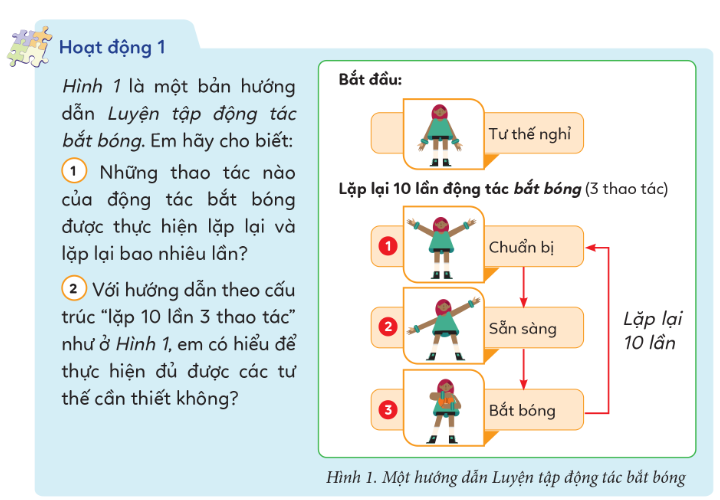 Hoạt động 1
Hình 1 là một bản hướng
dẫn Luyện tập động tác
bắt bóng. Em hãy cho biết:
1 Những thao tác nào
của động tác bắt bóng
được thực hiện lặp lại và
lặp lại bao nhiêu lần?
2 Với hướng dẫn theo cấu
trúc “lặp 10 lần 3 thao tác”
như ở Hình 1, em có hiểu để
thực hiện đủ được các tư
thế cần thiết không?
Bắt đầu:
Tư thế nghỉ
Lặp lại 10 lần động tác bắt bóng (3 thao tác)
1 Chuẩn bị
2 Sẵn sàng
3 Bắt bóng
Lặp lại
10 lần
Hình 1. Một hướng dẫn Luyện tập động tác bắt bóng